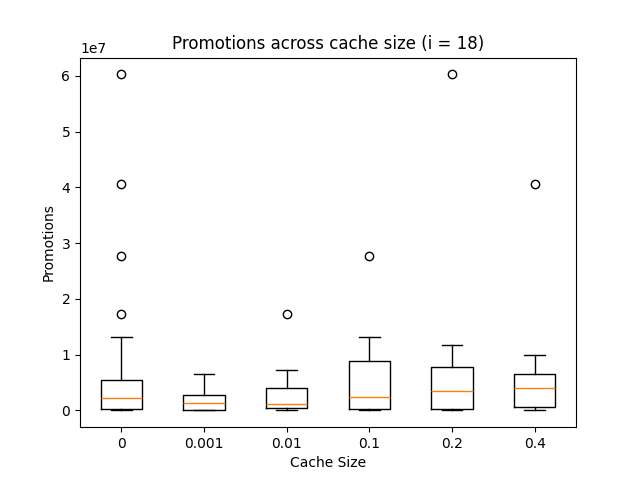 Promotions across cache size (i = 18)
1e7
6
5
4
3
2
1
0
Promotions
0 0.001 0.01 0.1 0.2 0.4
Cache Size